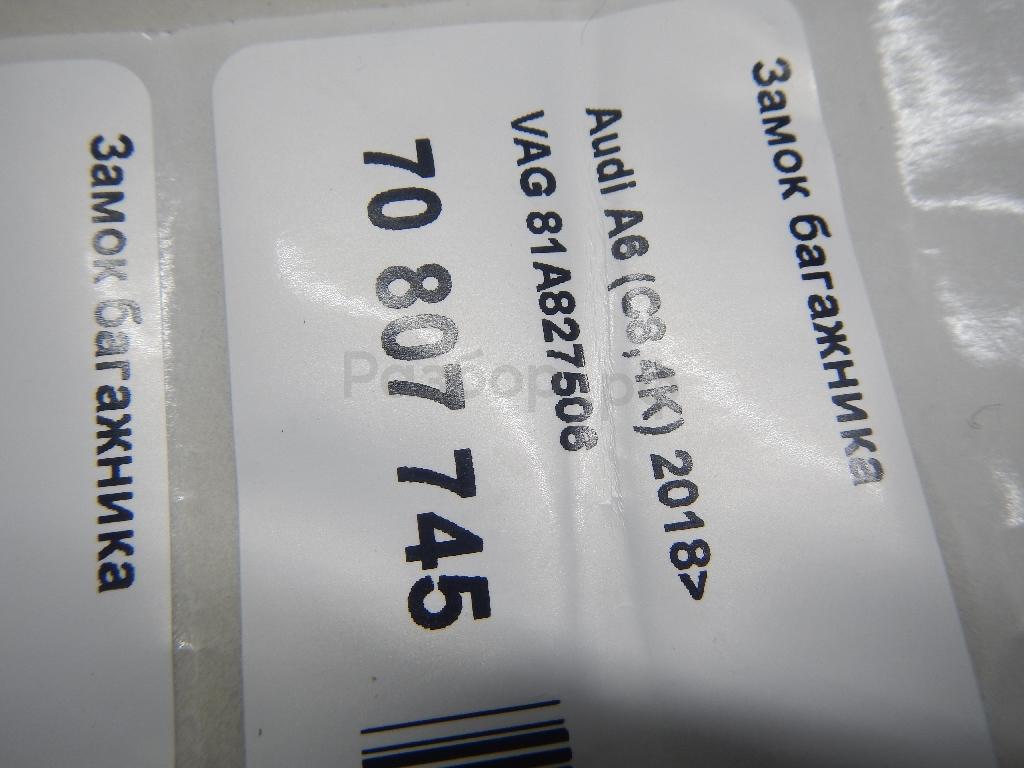 Замок багажника
Audi A6 (C8,4K) 2018>
VAG 81A827506
70 807 745
Замок багажника